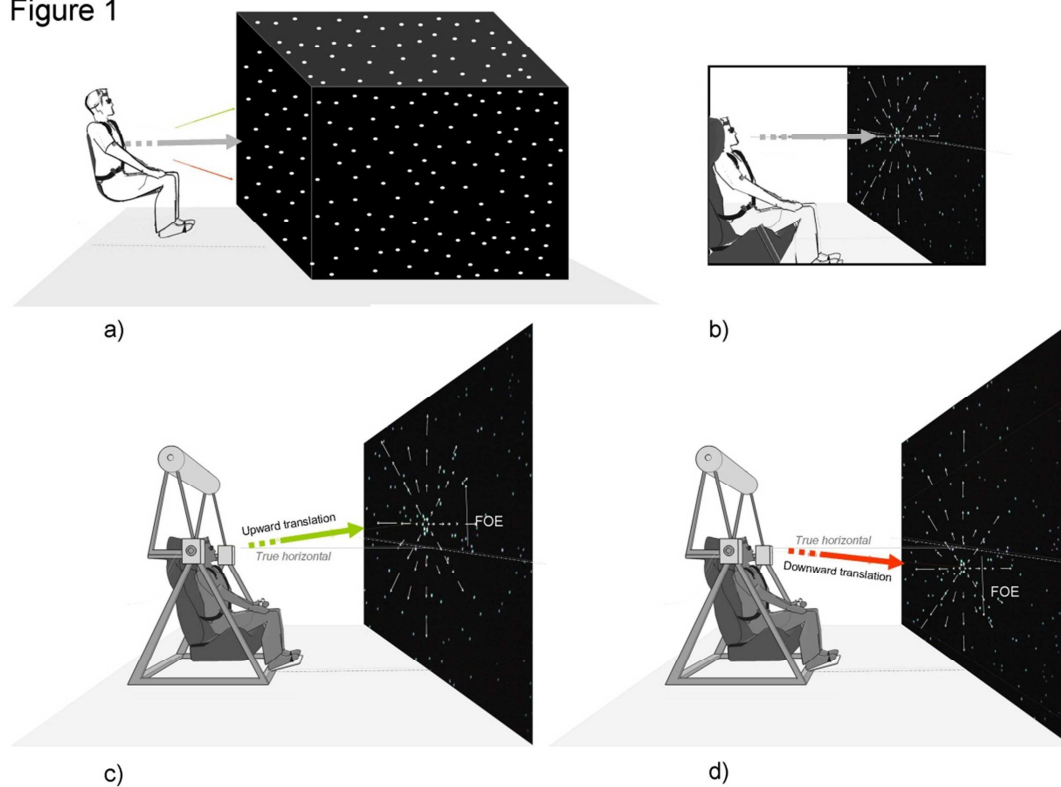 Figure 1
a)
b)
Upward translation
True horizontal
FOE
c)
True horizontal
Downward translation
FOE
d)